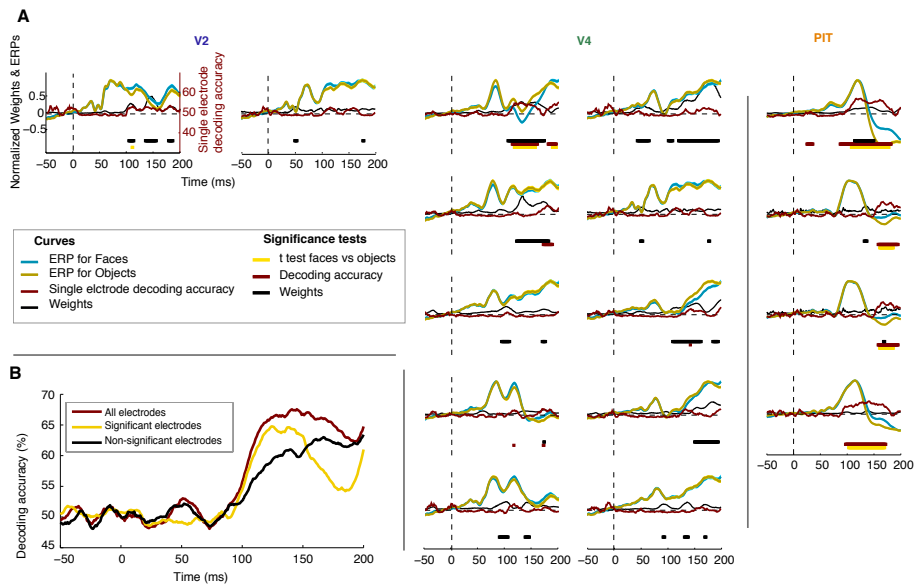 A
V2
V4
PIT
Normalized Weights & ERPs
0.5
0
−0.5
60
50
40
Single electrode
decoding accuracy
-50 0 50 100 150 200
-50 0 50 100 150 200
Time (ms)
Time (ms)
Curves
ERP for Faces
ERP for Objects
Single elctrode decoding accuracy
Weights
Significance tests
t test faces vs objects
Decoding accuracy
Weights
B
70
65
60
55
50
45
Decoding accuracy (%)
All electrodes
Significant electrodes
Non-significant electrodes
-50 0 50 100 150 200
Time (ms)
-50 0 50 100 150 200
-50 0 50 100 150 200
-50 0 50 100 150 200